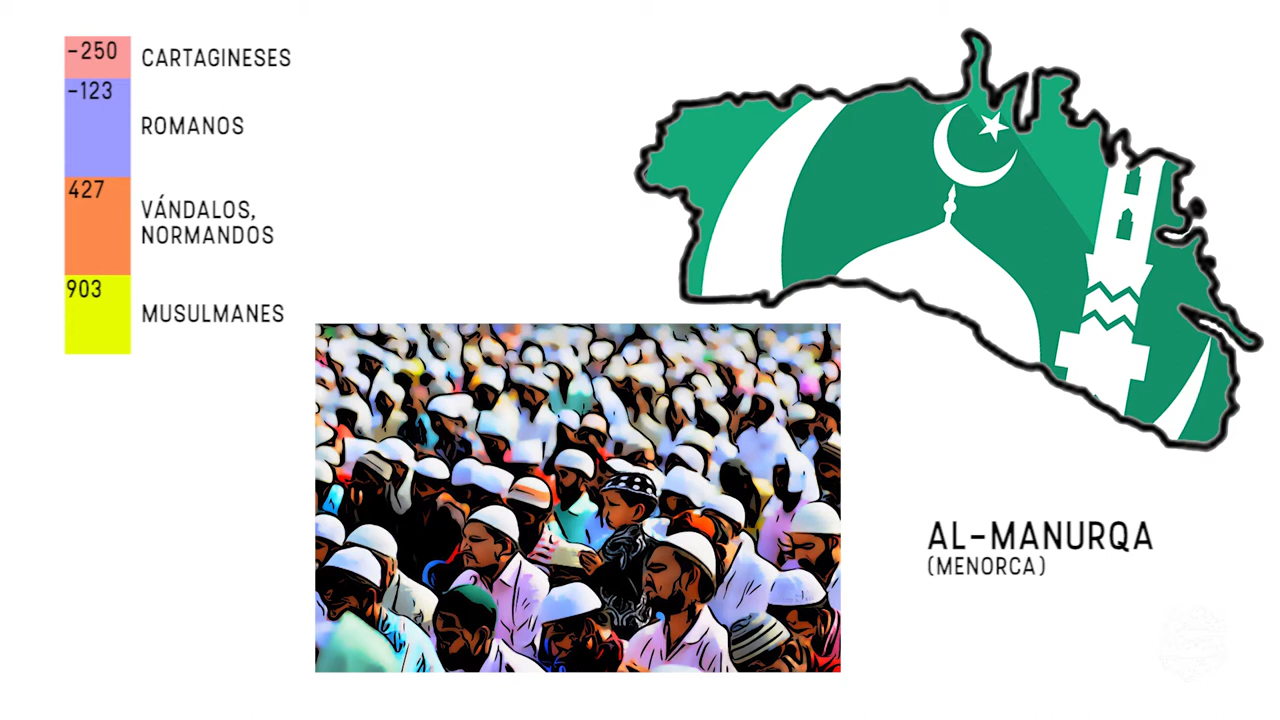 -250
CARTAGINESES
-123
ROMANOS
427
VÁNDALOS,
NORMANDOS
903
MUSULMANES
AL-MANURQA
(MENORCA)